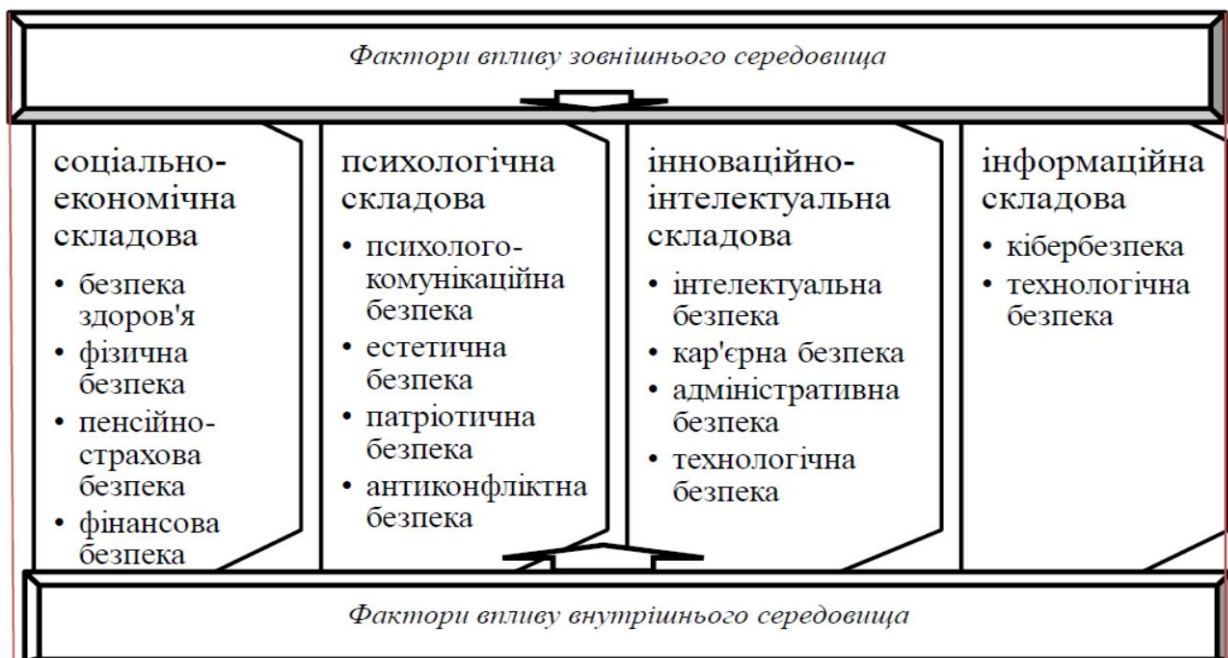 Фактори впливу зовнішнього середовища
соціально-
економічна
складова
• безпека
здоров'я
• фізична
безпека
• пенсійно-
страхова
безпека
• фінансова
безпека
психологічна
складова
• психолого-
комунікаційна
безпека
• естетична
безпека
• патріотична
безпека
• антиконфліктна
безпека
інноваційно-
інтелектуальна
складова
• інтелектуальна
безпека
• кар'єрна безпека
• адміністративна
безпека
• технологічна
безпека
інформаційна
складова
• кібербезпека
• технологічна
безпека
Фактори впливу внутрішнього середовища